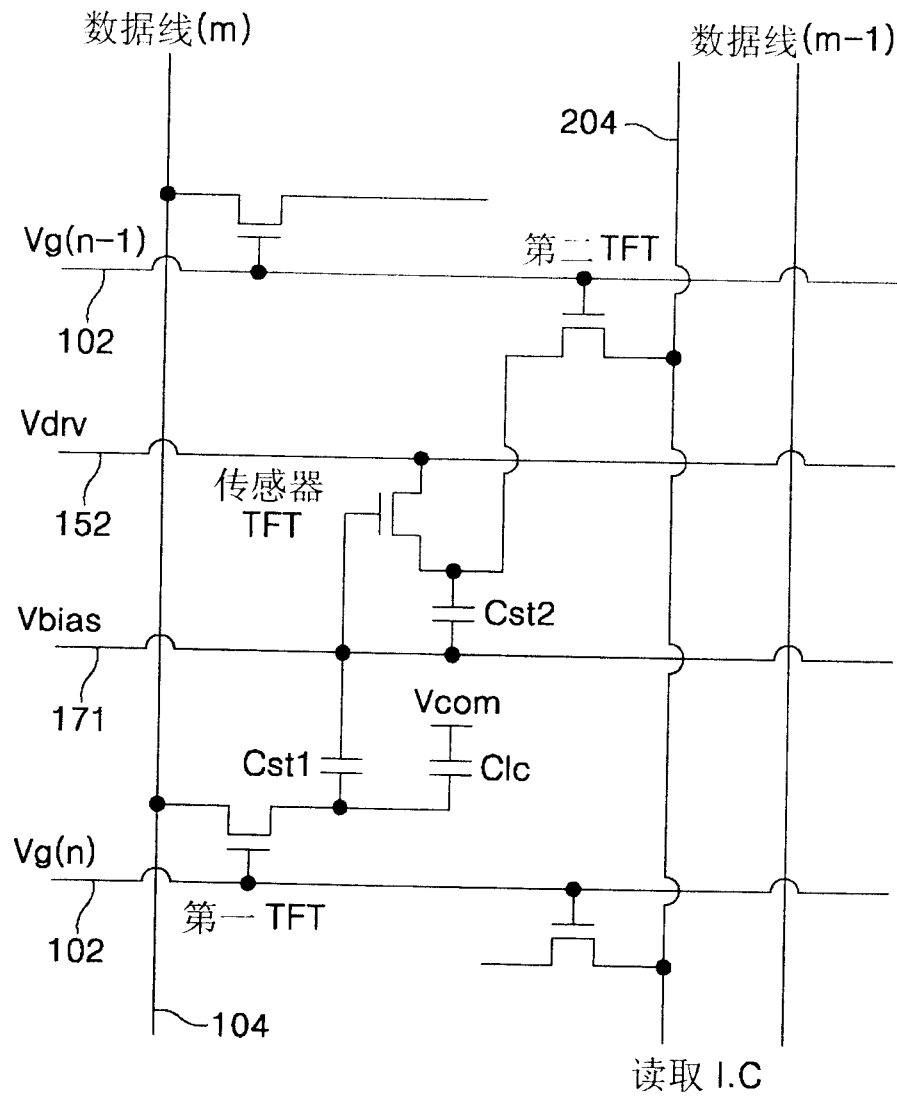 数据线(m)
数据线(m-1)
204
Vg(n-1)
第二TFT
102
Vdrv
传感器
TFT
152
Cst2
Vbias
171
Vcom
Cst1
Clc
Vg(n)
第一TFT
102
104
读取 I.C